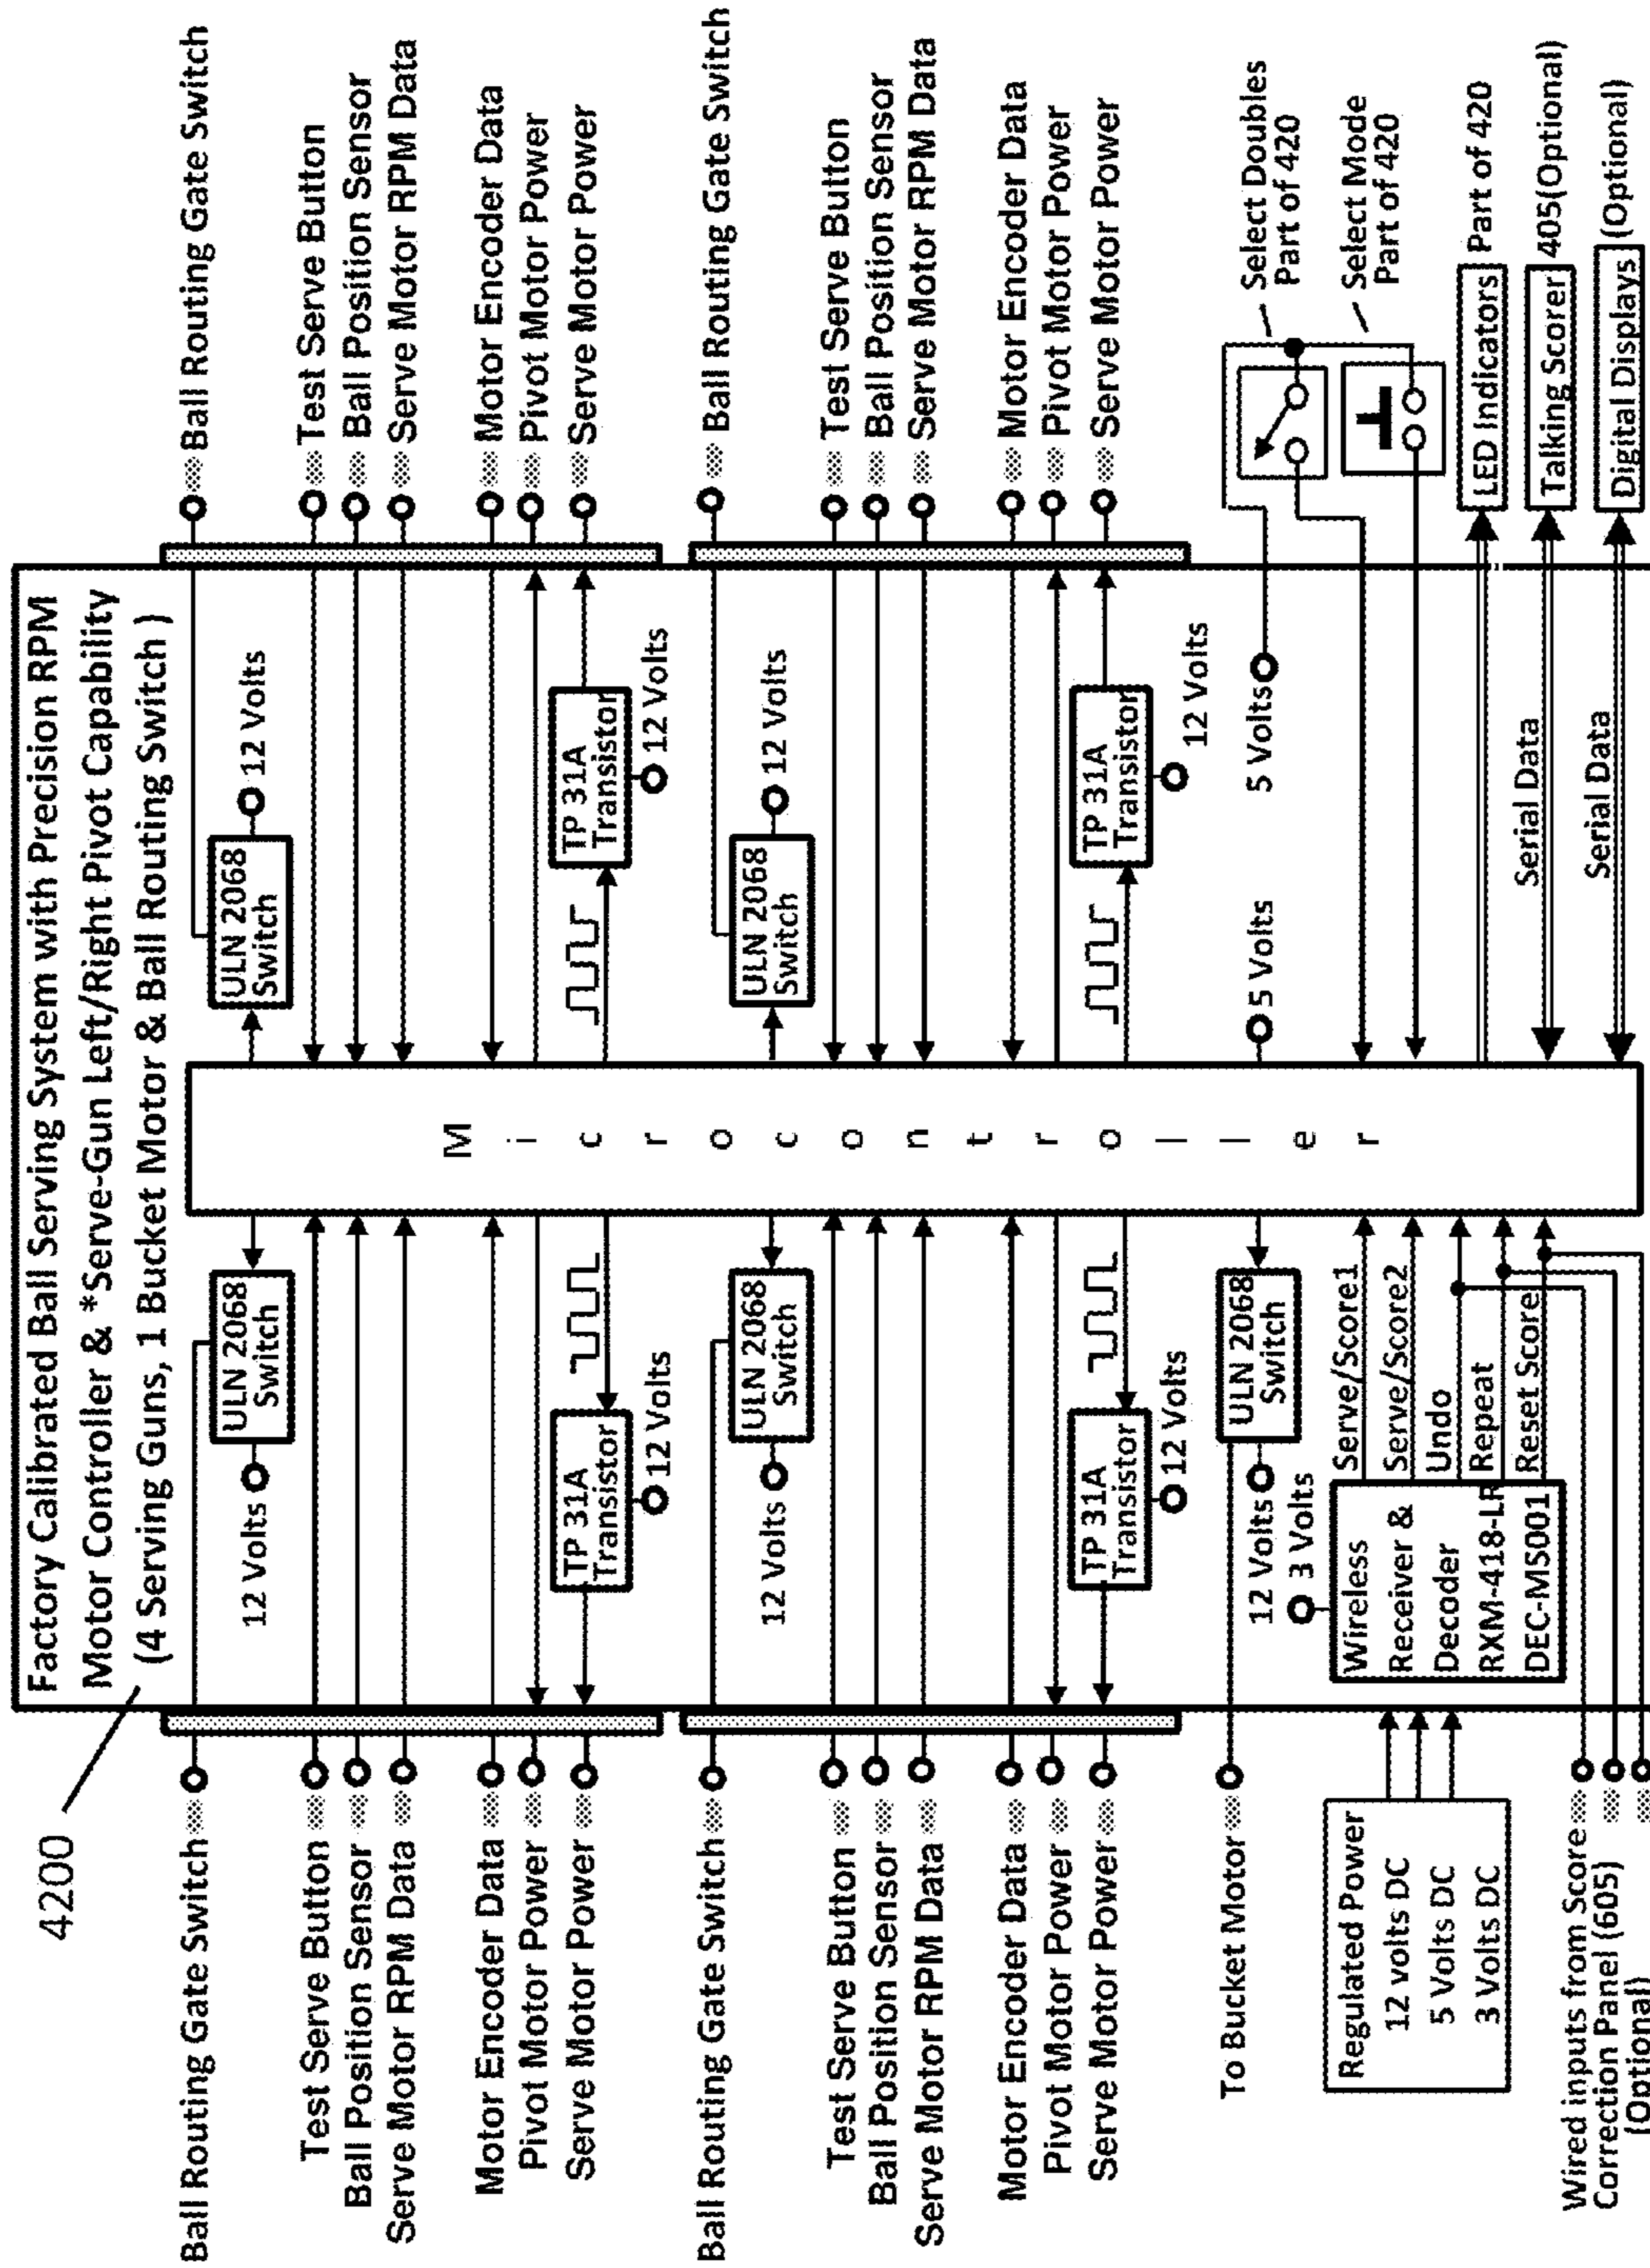 4200
Factory Calibrated Ball Serving System with Precision RPM
Motor Controller & *Serve-Gun Left/Right Pivot Capability
(4 Serving Guns, 1 Bucket Motor & Ball Routing Switch )
Ball Routing Gate Switch
Test Serve Button
Ball Position Sensor
Serve Motor RPM Data
Motor Encoder Data
Pivot Motor Power
Serve Motor Power
12 Volts
ULN 2068
Switch
TP 31A
Transistor
12 Volts
ULN 2068
Switch
12 Volts
TP 31A
Transistor
12 Volts
Ball Routing Gate Switch
Test Serve Button
Ball Position Sensor
Serve Motor RPM Data
Motor Encoder Data
Pivot Motor Power
Serve Motor Power
Microcontroller
Ball Routing Gate Switch
Test Serve Button
Ball Position Sensor
Serve Motor RPM Data
Motor Encoder Data
Pivot Motor Power
Serve Motor Power
12 Volts
ULN 2068
Switch
TP 31A
Transistor
12 Volts
ULN 2068
Switch
12 Volts
TP 31A
Transistor
12 Volts
Ball Routing Gate Switch
Test Serve Button
Ball Position Sensor
Serve Motor RPM Data
Motor Encoder Data
Pivot Motor Power
Serve Motor Power
To Bucket Motor
12 Volts
ULN 2068
Switch
5 Volts
5 Volts
Select Doubles
Part of 420
Select Mode
Part of 420
Regulated Power
12 volts DC
5 Volts DC
3 Volts DC
3 Volts
Wireless
Receiver &
Decoder
RXM-418-LR
DEC-MS001
Serve/Score1
Serve/Score2
Undo
Repeat
Reset Score
LED Indicators
Part of 420
Serial Data
Talking Scorer
405(Optional)
Serial Data
Digital Displays
(Optional)
Wired inputs from Score
Correction Panel (605)
(Optional)